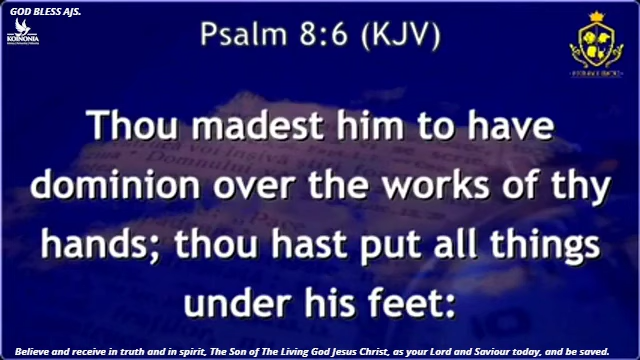 GOD BLESS AJS.
KOINONIA
Psalm 8:6 (KJV)
Thou madest him to have
dominion over the works of thy
hands; thou hast put all things
under his feet:
Believe and receive in truth and in spirit, The Son of The Living God Jesus Christ, as your Lord and Saviour today, and be saved.